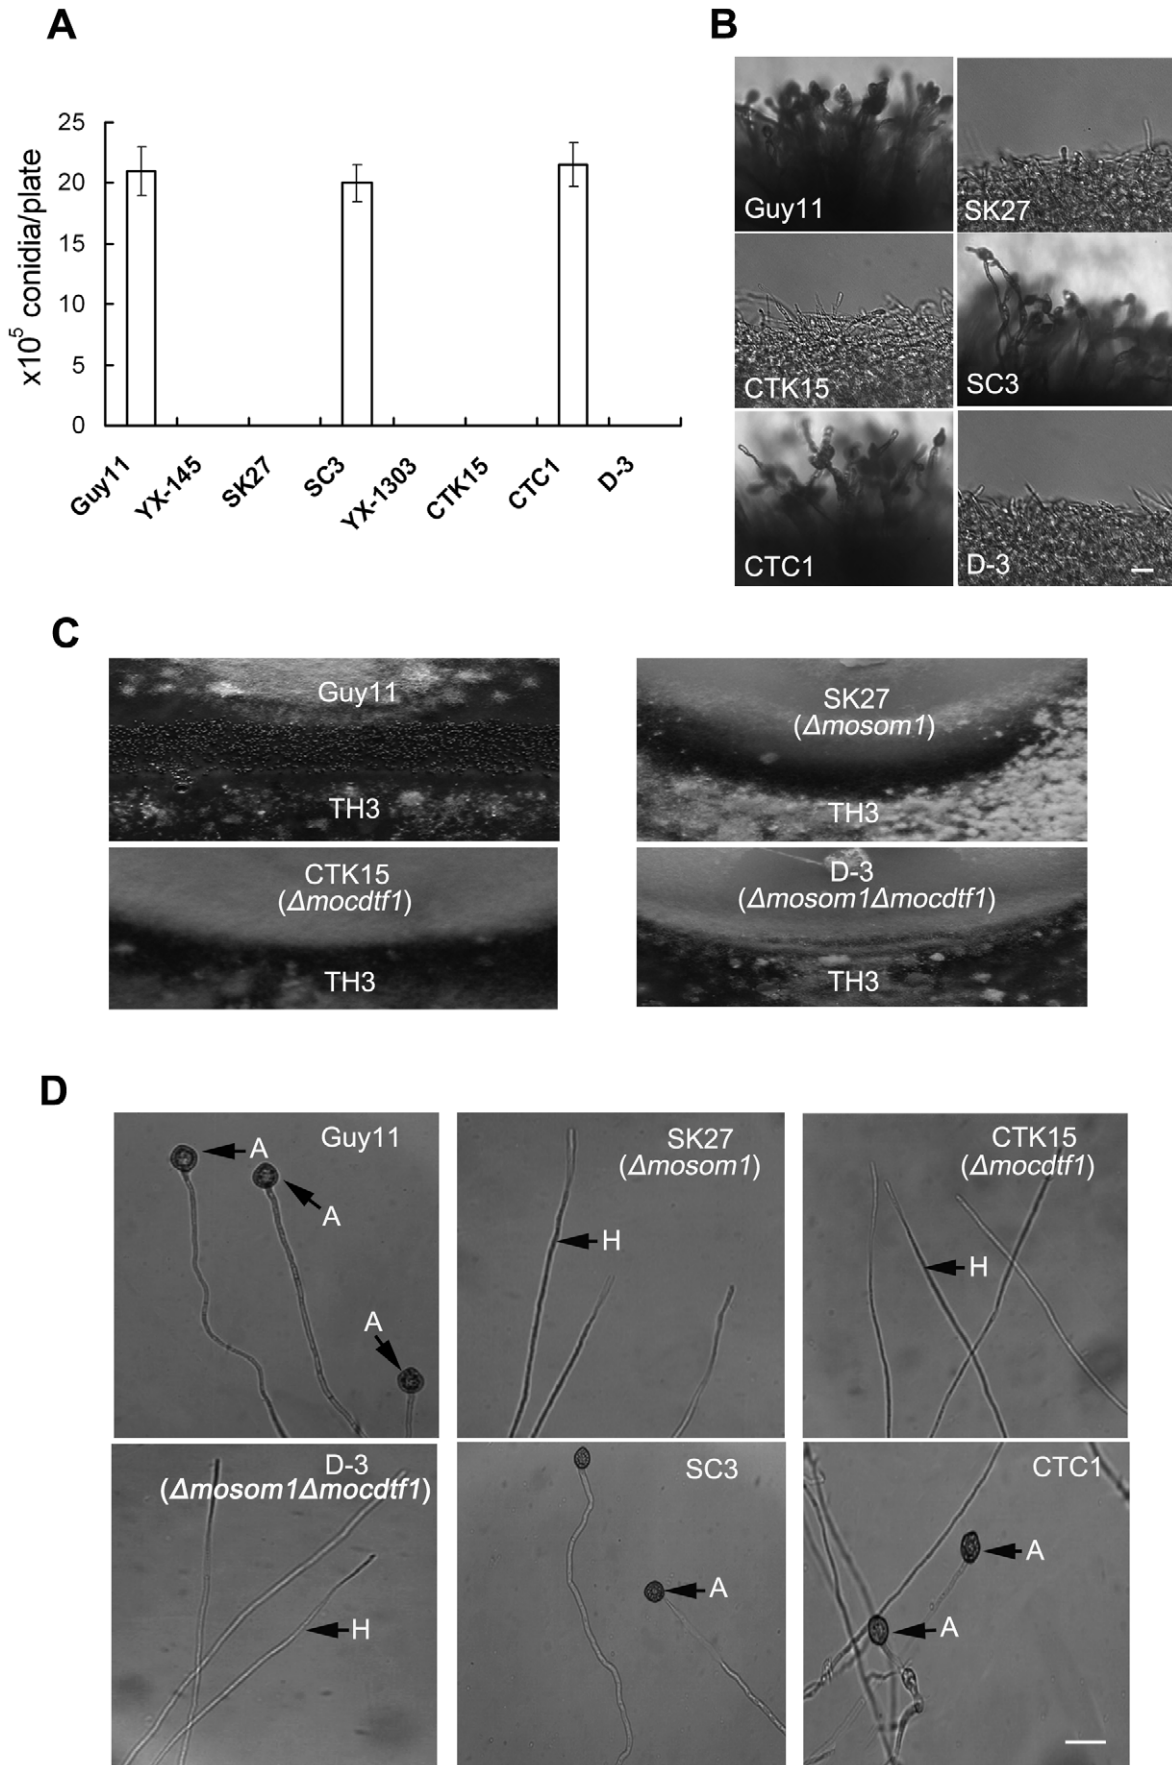 A
x10⁵ conidia/plate
25
20
15
10
5
0
Guy11
YX-145
SK27
SC3
YX-1303
CTK15
CTC1
D-3
B
Guy11
SK27
CTK15
SC3
CTC1
D-3
C
Guy11
TH3
SK27
(Δmosom1)
TH3
CTK15
(Δmocdtf1)
TH3
D-3
(Δmosom1Δmocdtf1)
TH3
D
Guy11
A
A
A
SK27
(Δmosom1)
H
CTK15
(Δmocdtf1)
H
D-3
(Δmosom1Δmocdtf1)
H
SC3
A
CTC1
A
A